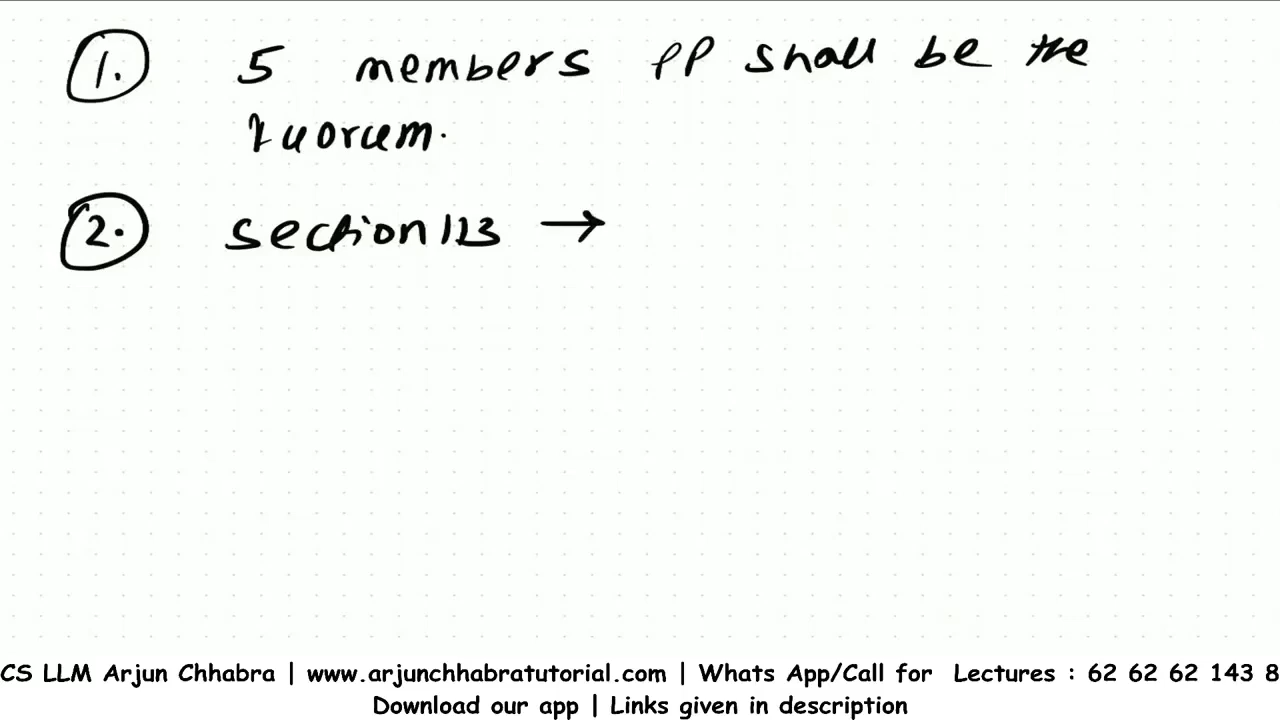 1. 5 members PP shall be the
quorum.
2. section 123 →
CS LLM Arjun Chhabra | www.arjunchhabratutorial.com | Whats App/Call for Lectures : 62 62 62 143 8
Download our app | Links given in description